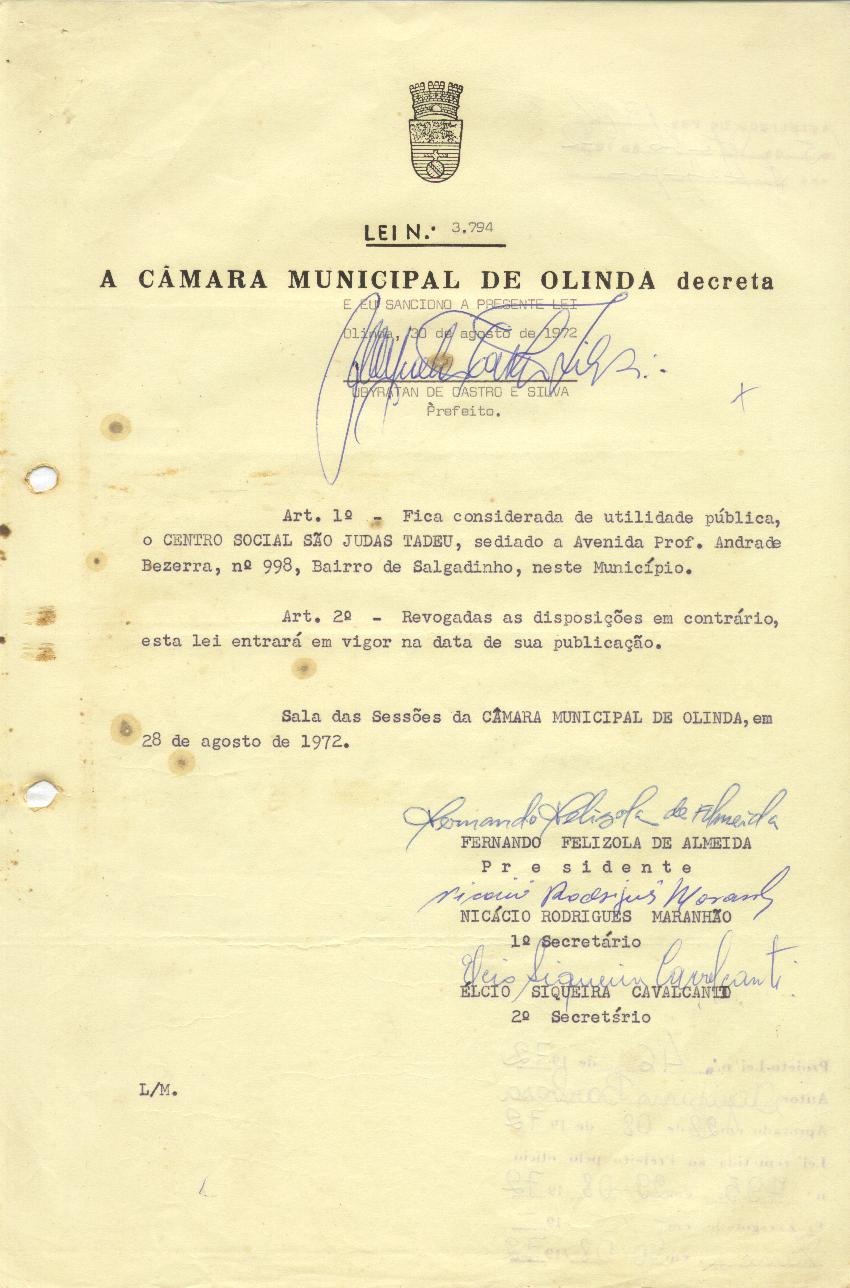 LEI N.º 3.794
A CÂMARA MUNICIPAL DE OLINDA decreta
E EU SANCIONO A PRESENTE LEI
Olinda, 30 de agosto de 1972
UBYRATAN DE CASTRO E SILVA
Prefeito.
Art. 1º - Fica considerada de utilidade pública,
o CENTRO SOCIAL SÃO JUDAS TADEU, sediado a Avenida Prof. Andrade
Bezerra, nº 998, Bairro de Salgadinho, neste Município.
Art. 2º - Revogadas as disposições em contrário,
esta lei entrará em vigor na data de sua publicação.
Sala das Sessões da CÂMARA MUNICIPAL DE OLINDA, em
28 de agosto de 1972.
Fernando Felizola de Almeida
FERNANDO FELIZOLA DE ALMEIDA
P r e s i d e n t e
Nicácio Rodrigues Maranhão
NICÁCIO RODRIGUES MARANHÃO
1º Secretário
Élcio Siqueira Cavalcanti
ÉLCIO SIQUEIRA CAVALCANTI
2º Secretário
L/M.